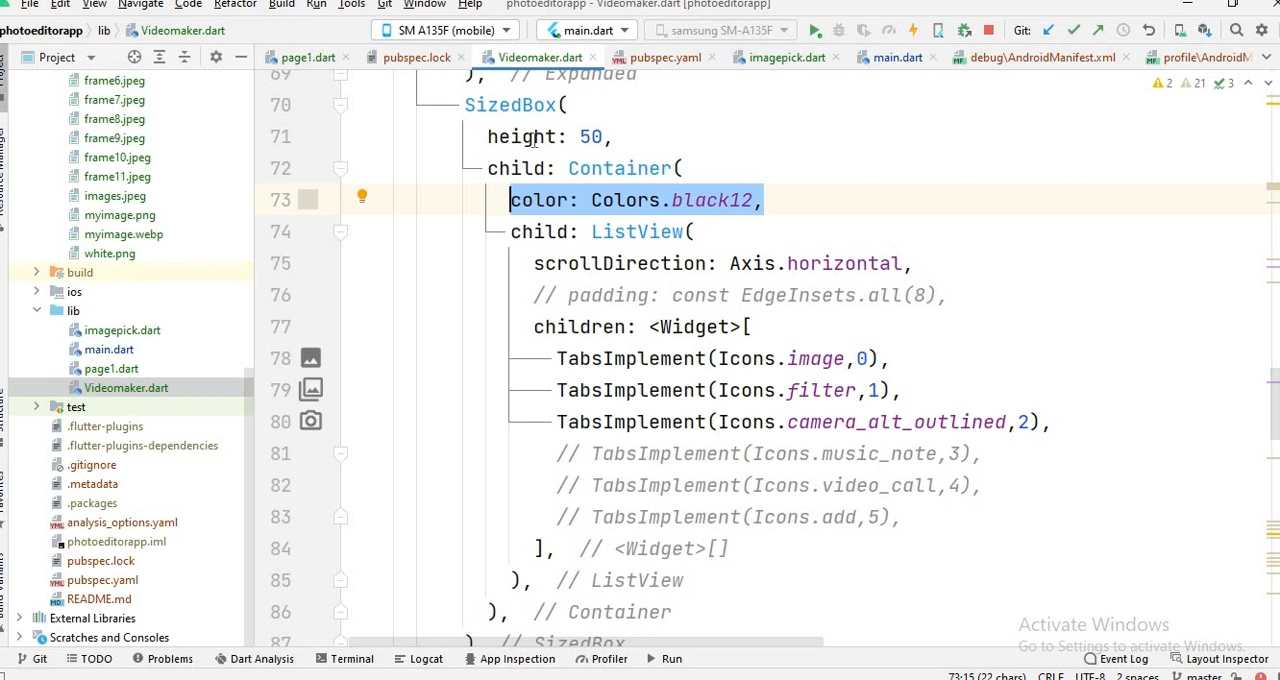 File Edit View Navigate Code Refactor Build Run Tools Git Window Help photoeditorapp - Videomaker.dart [photoeditorapp]
photoeditorapp lib Videomaker.dart SM A135F (mobile) main.dart samsung SM-A135F Git:
Project page1.dart pubspec.lock Videomaker.dart pubspec.yaml imagepick.dart main.dart debug\AndroidManifest.xml profile\AndroidM
2 21 3
frame6.jpeg
frame7.jpeg
frame8.jpeg
frame9.jpeg
frame10.jpeg
frame11.jpeg
images.jpeg
myimage.png
myimage.webp
white.png
build
ios
lib
imagepick.dart
main.dart
page1.dart
Videomaker.dart
test
.flutter-plugins
.flutter-plugins-dependencies
.gitignore
.metadata
.packages
analysis_options.yaml
photoeditorapp.iml
pubspec.lock
pubspec.yaml
README.md
External Libraries
Scratches and Consoles
69 ), // Expanded
70 SizedBox(
71 height: 50,
72 child: Container(
73 color: Colors.black12,
74 child: ListView(
75 scrollDirection: Axis.horizontal,
76 // padding: const EdgeInsets.all(8),
77 children: <Widget>[
78 TabsImplement(Icons.image,0),
79 TabsImplement(Icons.filter,1),
80 TabsImplement(Icons.camera_alt_outlined,2),
81 // TabsImplement(Icons.music_note,3),
82 // TabsImplement(Icons.video_call,4),
83 // TabsImplement(Icons.add,5),
84 ], // <Widget>[]
85 ), // ListView
86 ), // Container
87 ) // SizedBox
Activate Windows
Go to Settings to activate Windows.
Git TODO Problems Dart Analysis Terminal Logcat App Inspection Profiler Run Event Log Layout Inspector
73:15 (22 chars) CRLF UTF-8 2 spaces master